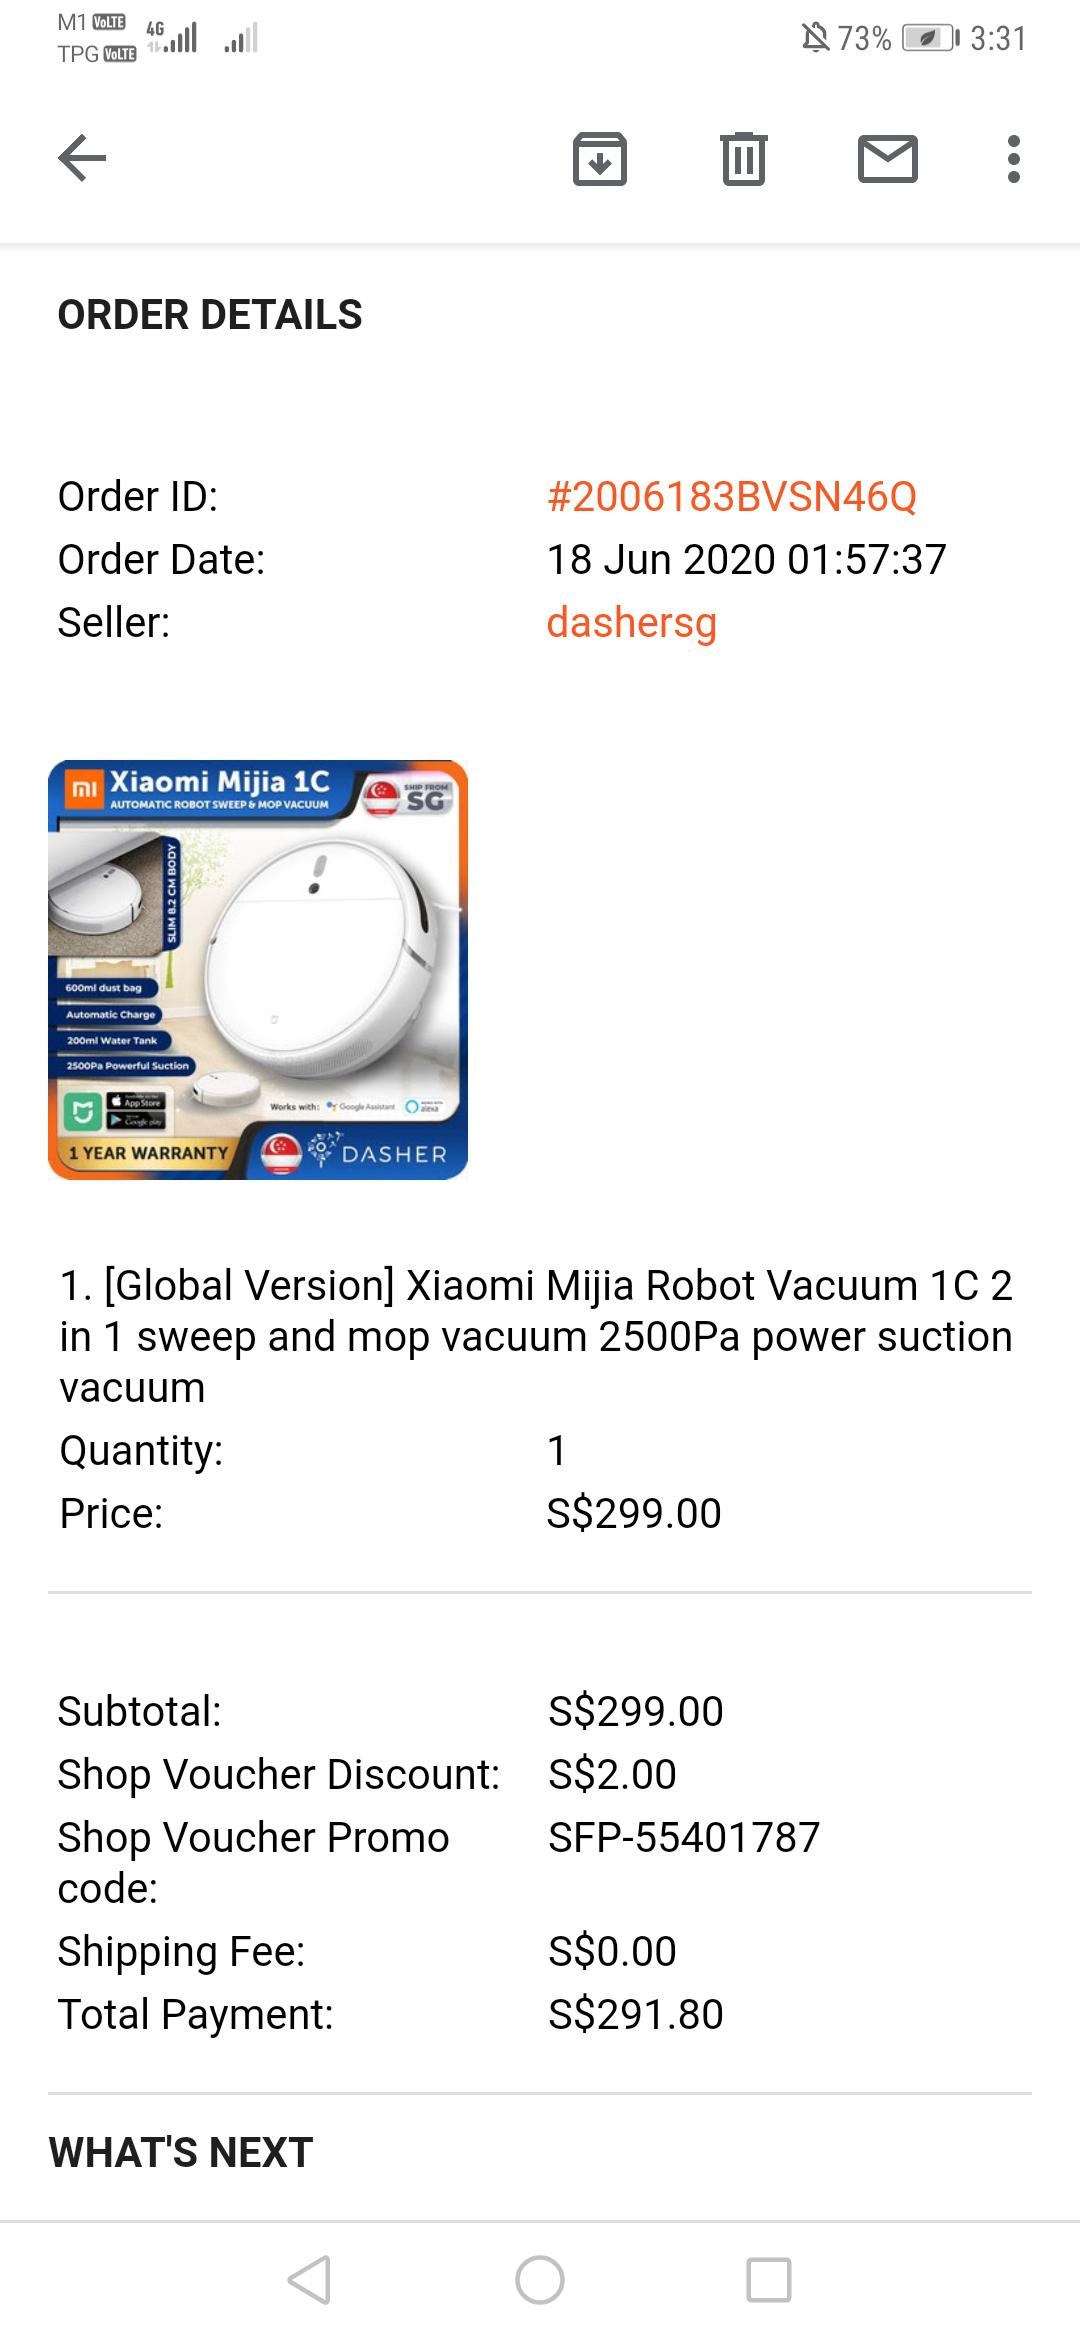 M1 VoLTE 4G
TPG VoLTE
73% 3:31
ORDER DETAILS
Order ID: #2006183BVSN46Q
Order Date: 18 Jun 2020 01:57:37
Seller: dashersg
mi Xiaomi Mijia 1C
AUTOMATIC ROBOT SWEEP & MOP VACUUM
SHIP FROM
SG
SLIM 8.2 CM BODY
600ml dust bag
Automatic Charge
200ml Water Tank
2500Pa Powerful Suction
App Store
Google play
Works with: Google Assistant alexa
1 YEAR WARRANTY
DASHER
1. [Global Version] Xiaomi Mijia Robot Vacuum 1C 2
in 1 sweep and mop vacuum 2500Pa power suction
vacuum
Quantity: 1
Price: S$299.00
Subtotal: S$299.00
Shop Voucher Discount: S$2.00
Shop Voucher Promo SFP-55401787
code:
Shipping Fee: S$0.00
Total Payment: S$291.80
WHAT'S NEXT